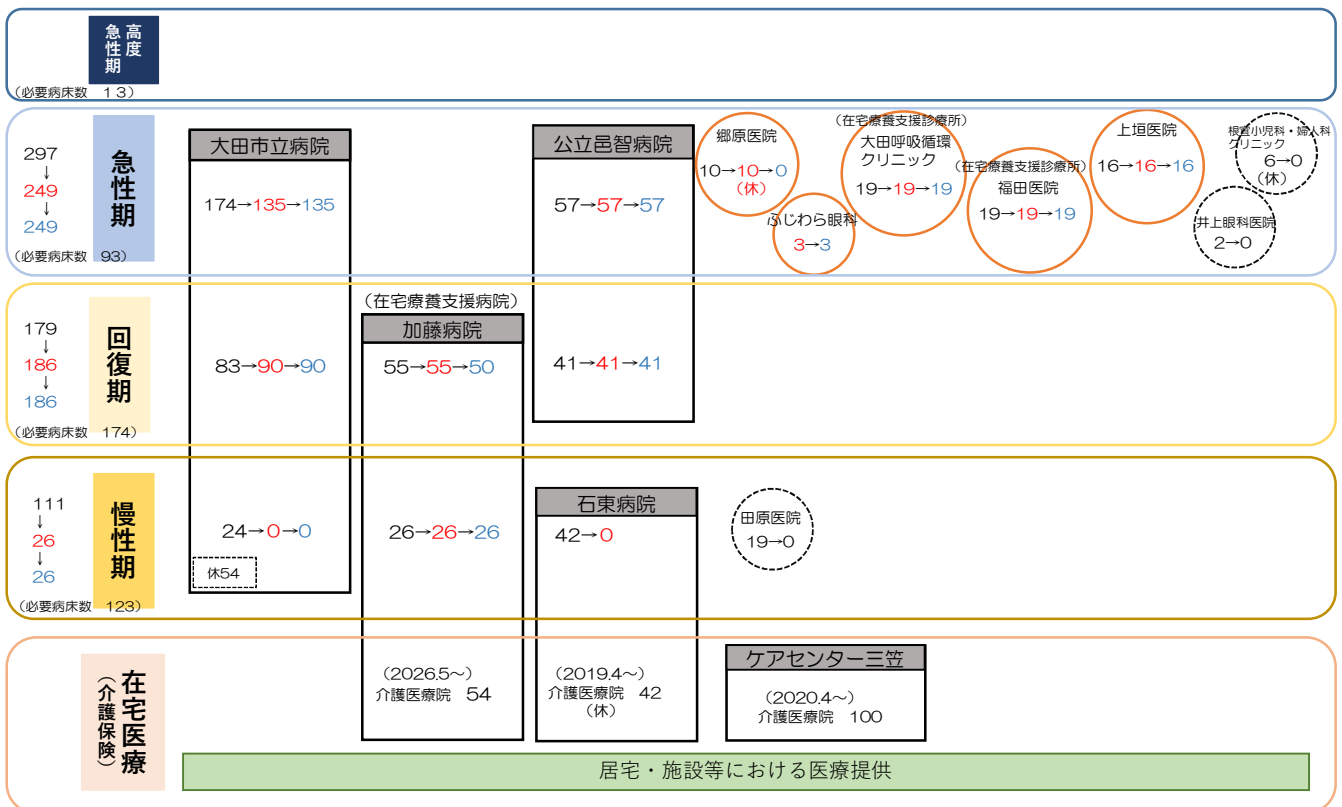 高度
急性期
（必要病床数　１３）
297
↓
249
↓
249
（必要病床数　93）
急性期
大田市立病院
174→135→135
公立邑智病院
57→57→57
郷原医院
10→10→0
（休）
ふじわら眼科
3→3
（在宅療養支援診療所）
大田呼吸循環
クリニック
19→19→19
（在宅療養支援診療所）
福田医院
19→19→19
上垣医院
16→16→16
根宜小児科・婦人科
クリニック
6→0
（休）
井上眼科医院
2→0
179
↓
186
↓
186
（必要病床数　174）
回復期
83→90→90
（在宅療養支援病院）
加藤病院
55→55→50
41→41→41
111
↓
26
↓
26
（必要病床数　123）
慢性期
24→0→0
休54
26→26→26
石東病院
42→0
田原医院
19→0
在宅医療
（介護保険）
（2026.5～）
介護医療院　54
（2019.4～）
介護医療院　42
（休）
ケアセンター三笠
（2020.4～）
介護医療院　100
居宅・施設等における医療提供